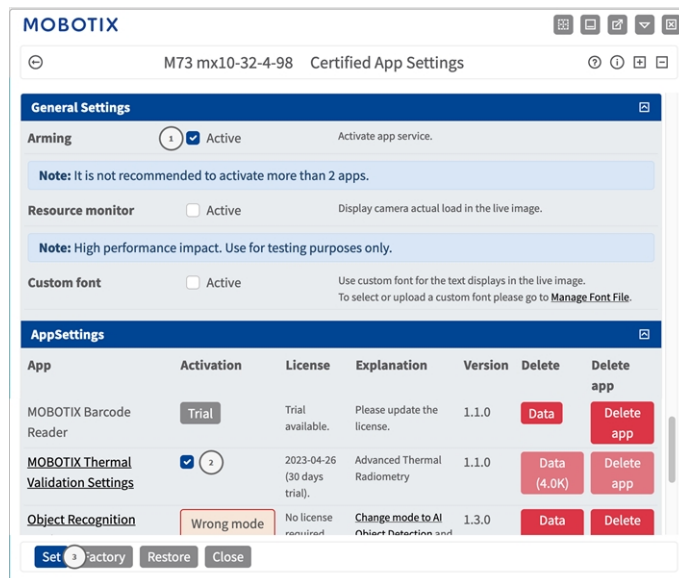 MOBOTIX
M73 mx10-32-4-98 Certified App Settings
General Settings
Arming 1 Active Activate app service.
Note: It is not recommended to activate more than 2 apps.
Resource monitor Active Display camera actual load in the live image.
Note: High performance impact. Use for testing purposes only.
Custom font Active Use custom font for the text displays in the live image.
To select or upload a custom font please go to Manage Font File.
AppSettings
App Activation License Explanation Version Delete Delete
app
MOBOTIX Barcode Trial Trial Please update the 1.1.0 Data Delete
Reader available. license. app
MOBOTIX Thermal 2 2023-04-26 Advanced Thermal 1.1.0 Data Delete
Validation Settings (30 days Radiometry (4.0K) app
trial).
Object Recognition Wrong mode No license Change mode to AI 1.3.0 Data Delete
required Object Detection and
Set 3 Factory Restore Close